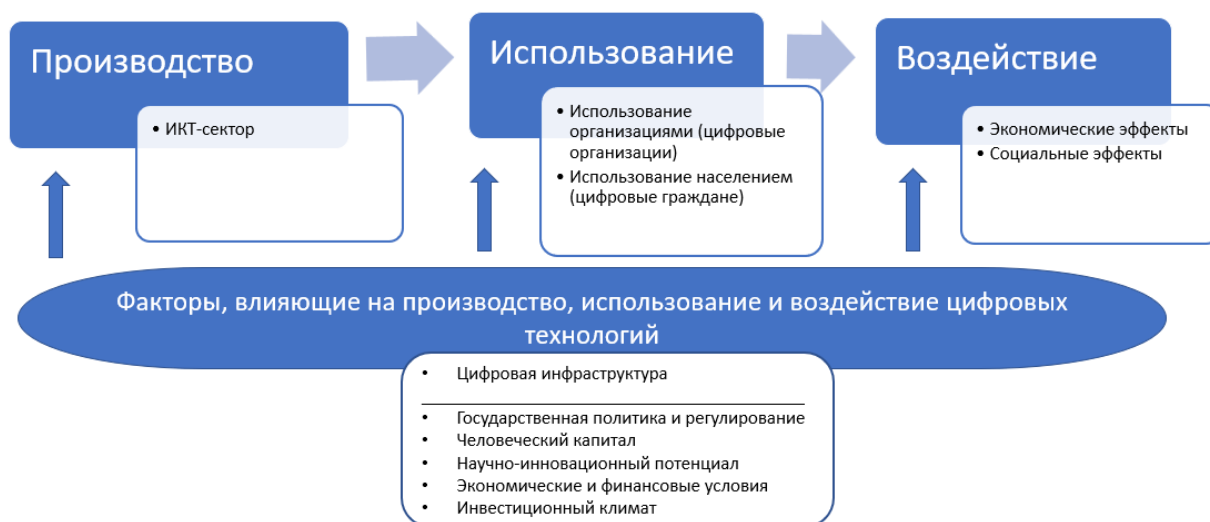 Производство
• ИКТ-сектор
Использование
• Использование
организациями (цифровые
организации)
• Использование населением
(цифровые граждане)
Воздействие
• Экономические эффекты
• Социальные эффекты
Факторы, влияющие на производство, использование и воздействие цифровых
технологий
• Цифровая инфраструктура
• Государственная политика и регулирование
• Человеческий капитал
• Научно-инновационный потенциал
• Экономические и финансовые условия
• Инвестиционный климат